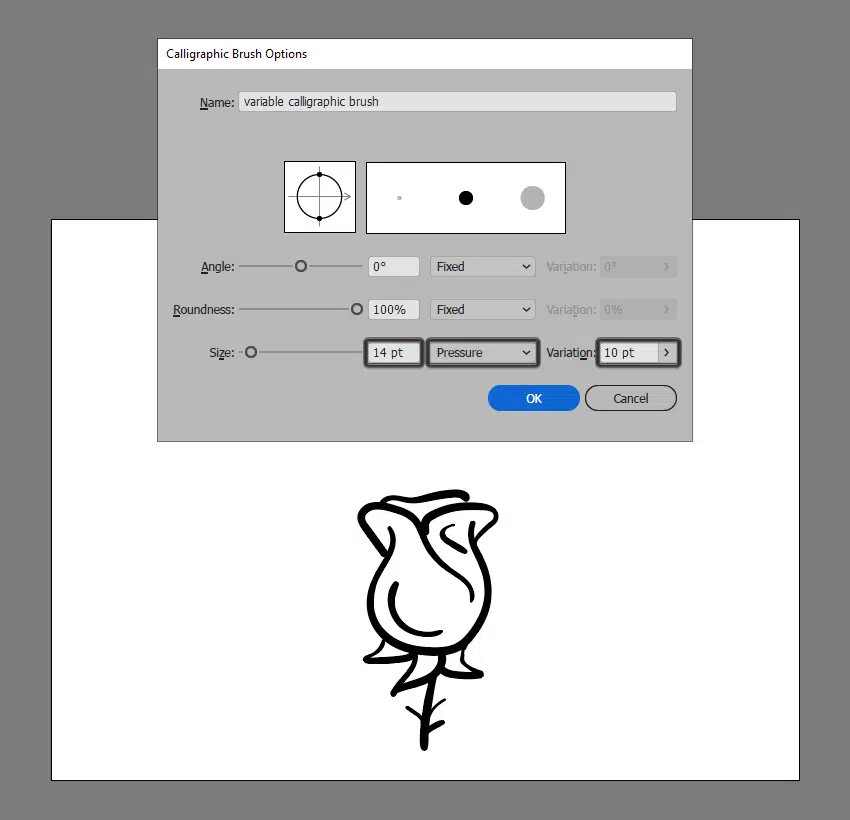 Calligraphic Brush Options
Name: variable calligraphic brush
Angle: 0° Fixed Variation: 0°
Roundness: 100% Fixed Variation: 0%
Size: 14 pt Pressure Variation: 10 pt
OK Cancel